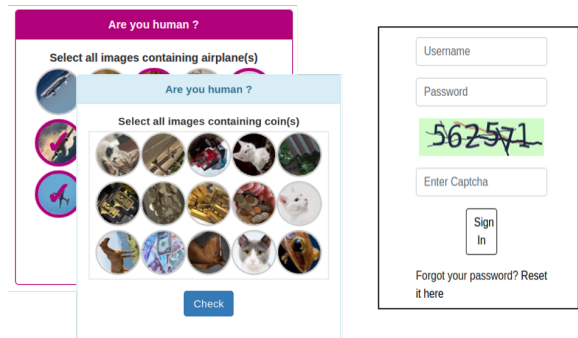 Are you human ?
Select all images containing airplane(s)
Are you human ?
Select all images containing coin(s)
Check
Username
Password
562571
Enter Captcha
Sign
In
Forgot your password? Reset
it here